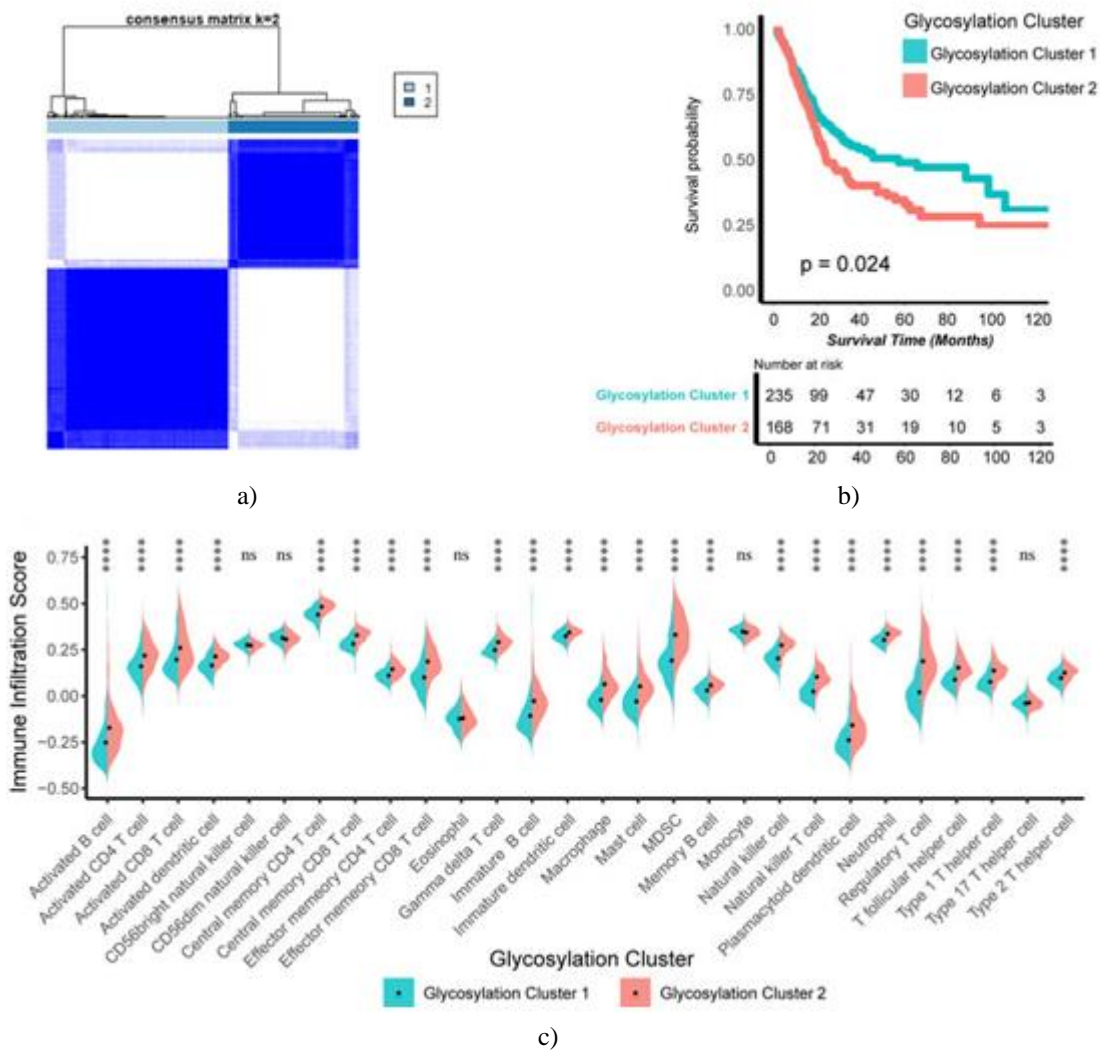 consensus matrix k=2
1
2
a)
Glycosylation Cluster
Glycosylation Cluster 1
Glycosylation Cluster 2
Survival probability
1.00
0.75
0.50
0.25
0.00
p = 0.024
0 20 40 60 80 100 120
Survival Time (Months)
Number at risk
Glycosylation Cluster 1 235 99 47 30 12 6 3
Glycosylation Cluster 2 168 71 31 19 10 5 3
0 20 40 60 80 100 120
b)
Immune Infiltration Score
0.75
0.50
0.25
0.00
−0.25
−0.50
**** **** **** **** ns ns **** **** **** **** ns **** **** **** **** **** **** **** ns **** **** **** **** **** **** **** ns ****
Activated B cell
Activated CD4 T cell
Activated CD8 T cell
Activated dendritic cell
CD56bright natural killer cell
CD56dim natural killer cell
Central memory CD4 T cell
Central memory CD8 T cell
Effector memeory CD4 T cell
Effector memeory CD8 T cell
Eosinophil
Gamma delta T cell
Immature B cell
Immature dendritic cell
Macrophage
Mast cell
MDSC
Memory B cell
Monocyte
Natural killer cell
Natural killer T cell
Plasmacytoid dendritic cell
Neutrophil
Regulatory T cell
T follicular helper cell
Type 1 T helper cell
Type 17 T helper cell
Type 2 T helper cell
Glycosylation Cluster
Glycosylation Cluster 1
Glycosylation Cluster 2
c)